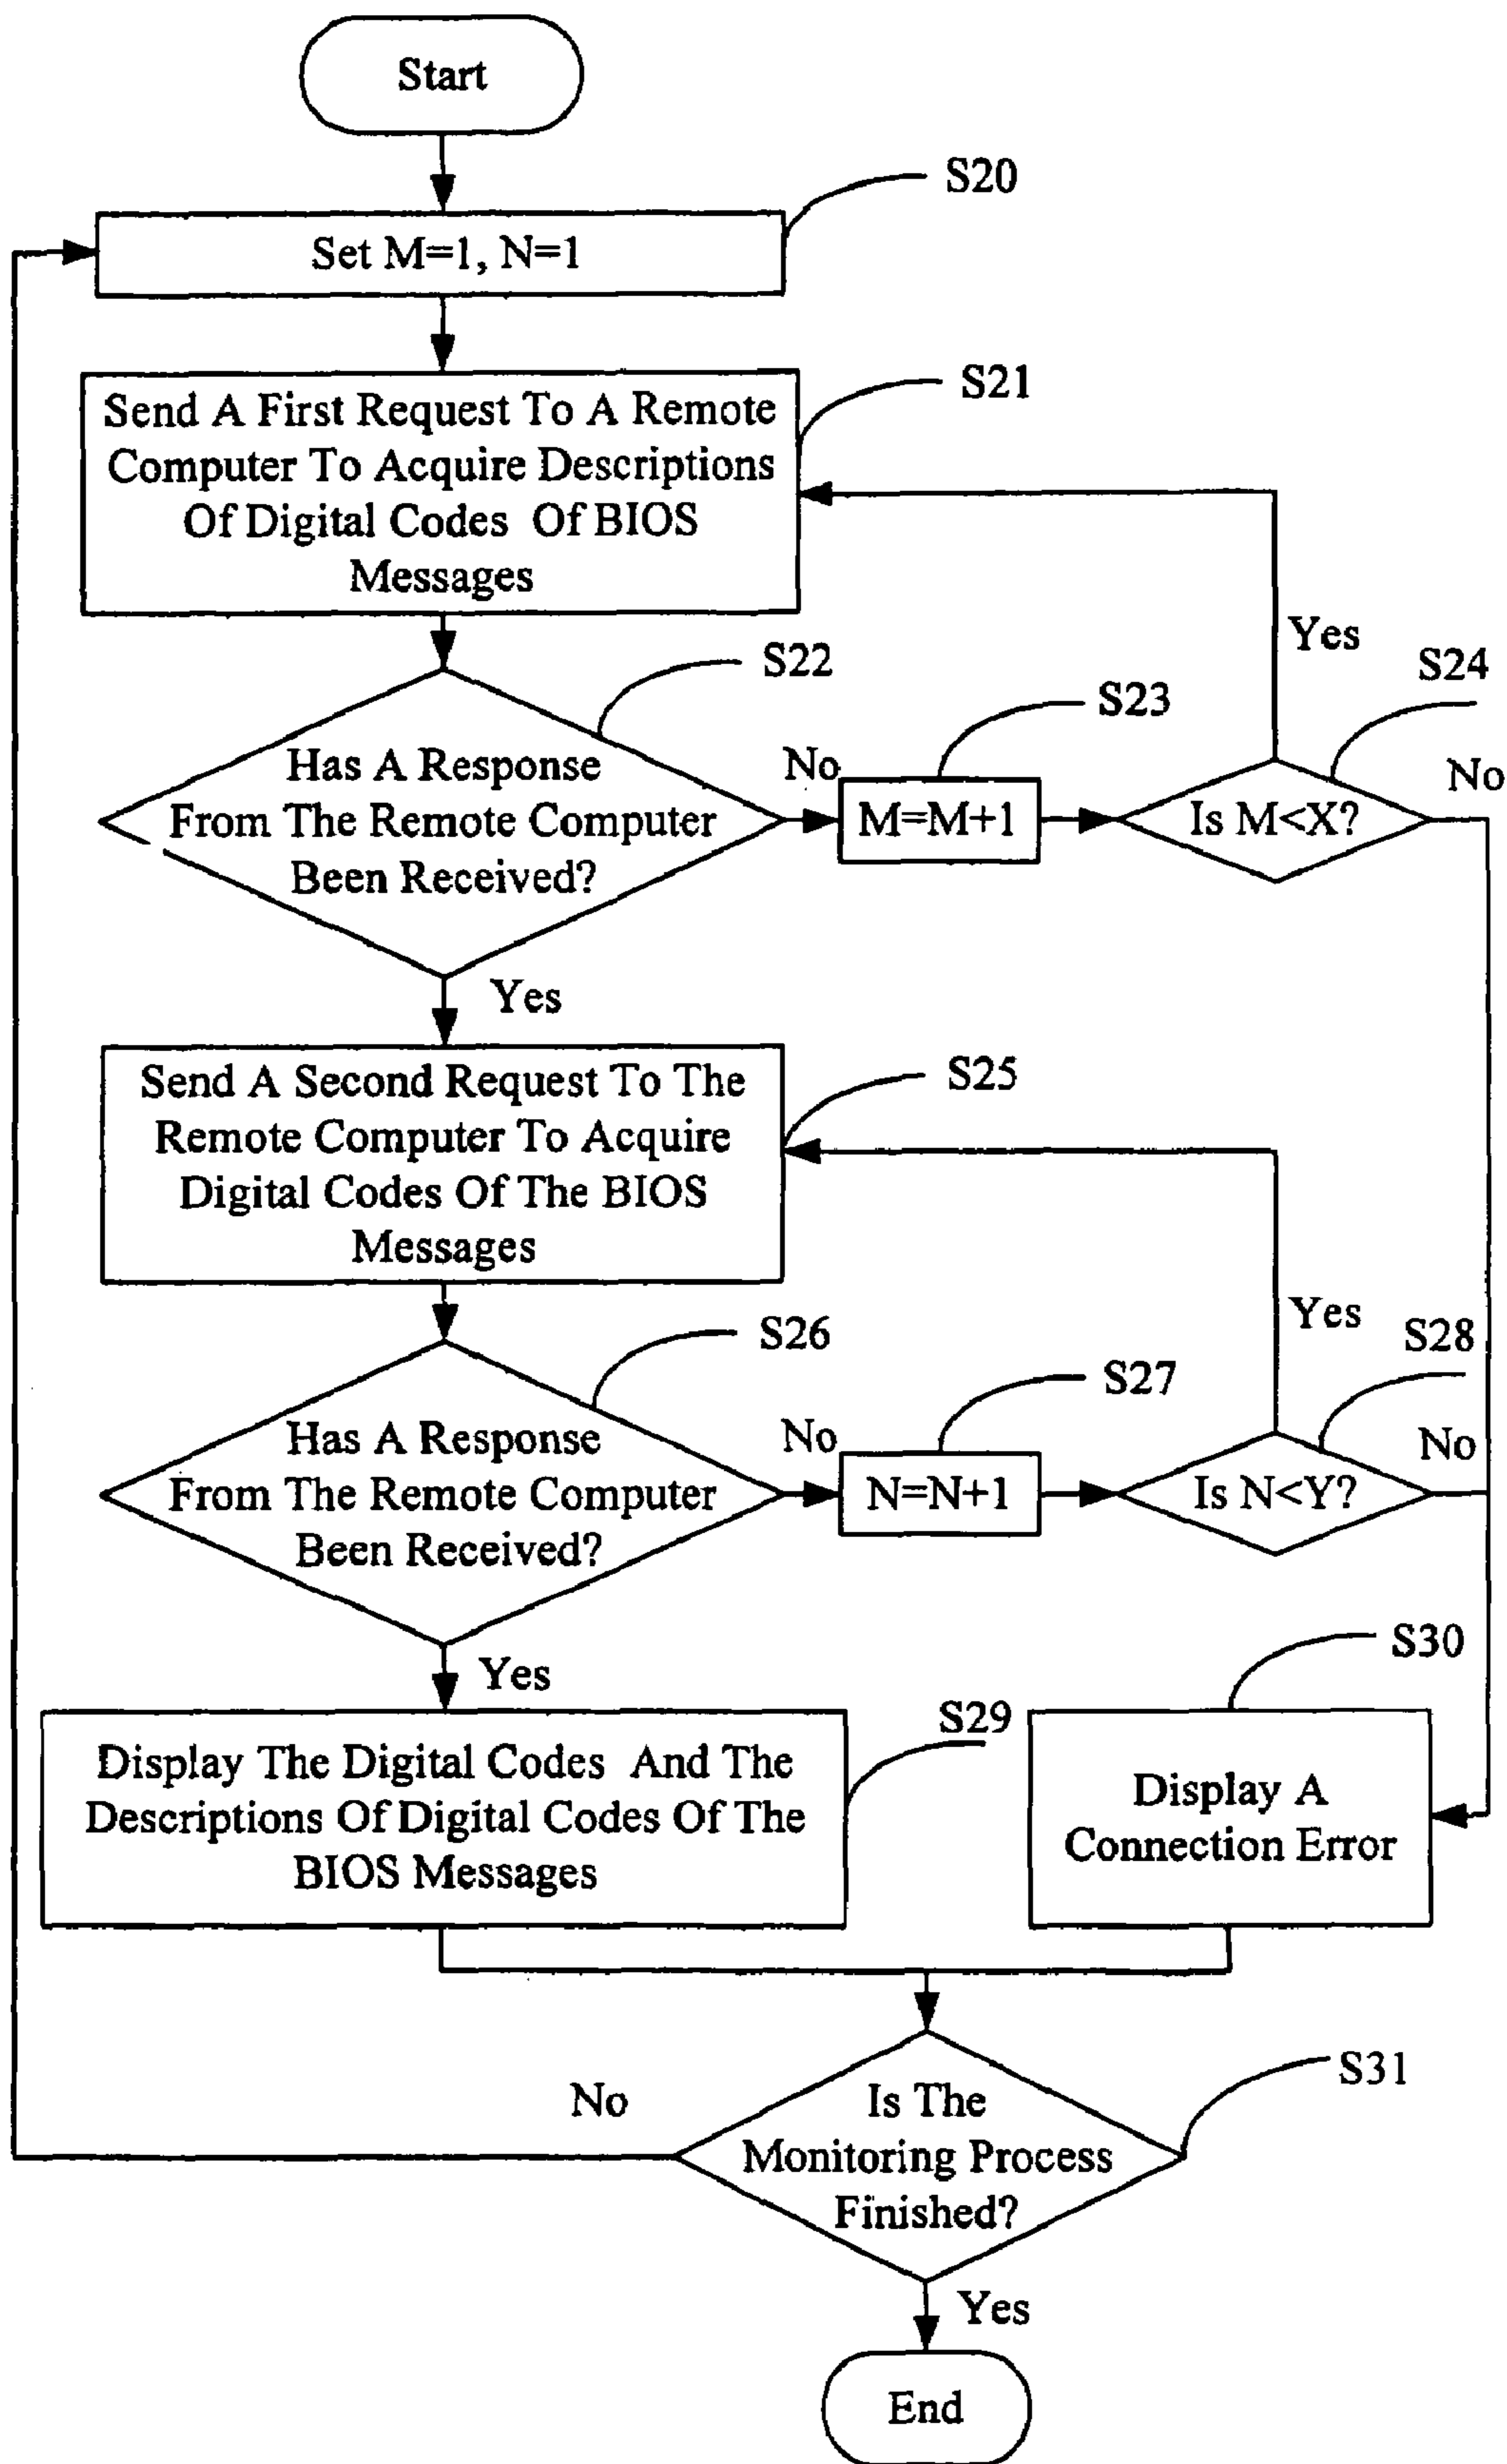 Start
S20
Set M=1, N=1
S21
Send A First Request To A Remote
Computer To Acquire Descriptions
Of Digital Codes Of BIOS
Messages
Yes
S22
S23
S24
Has A Response
From The Remote Computer
Been Received?
No
M=M+1
Is M<X?
No
Yes
S25
Send A Second Request To The
Remote Computer To Acquire
Digital Codes Of The BIOS
Messages
Yes
S26
S27
S28
Has A Response
From The Remote Computer
Been Received?
No
N=N+1
Is N<Y?
No
Yes
S29
S30
Display The Digital Codes And The
Descriptions Of Digital Codes Of The
BIOS Messages
Display A
Connection Error
S31
No
Is The
Monitoring Process
Finished?
Yes
End